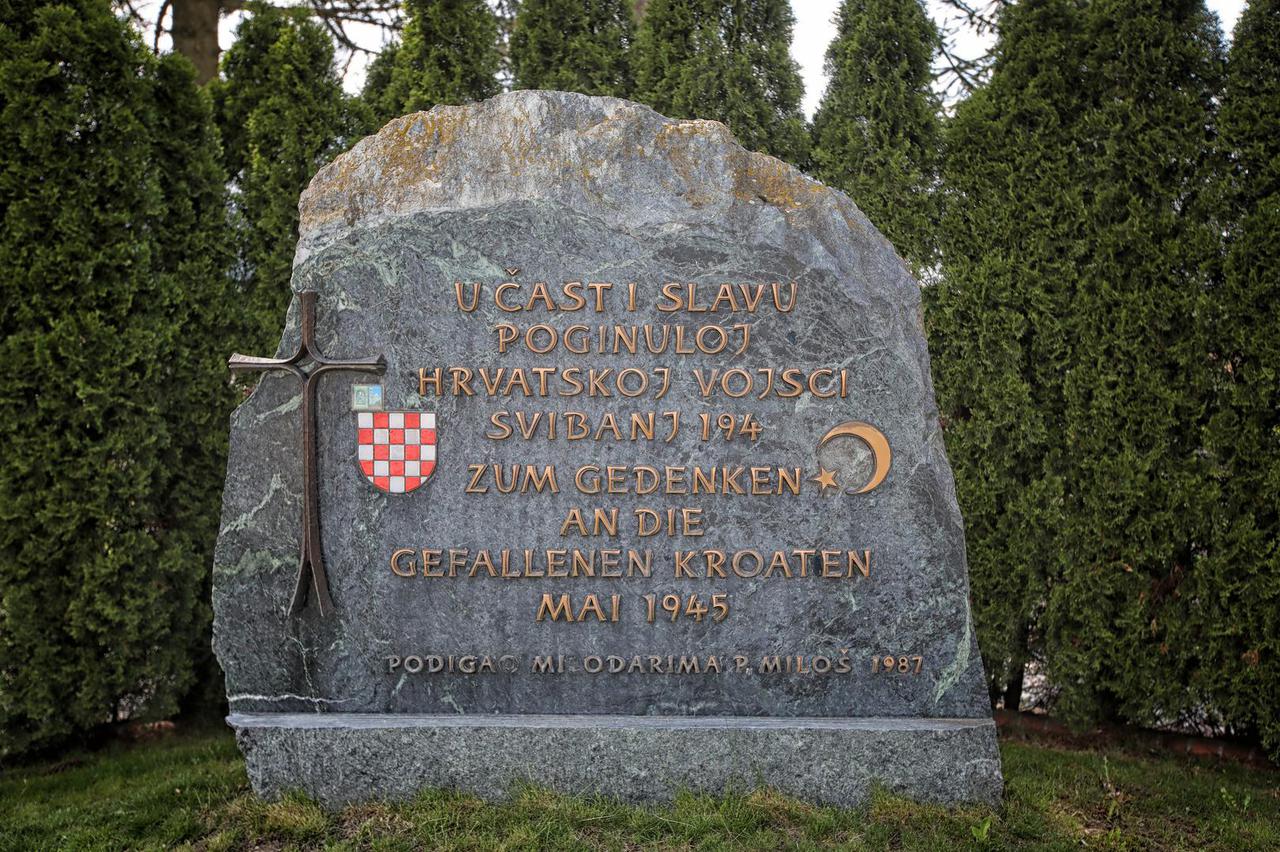 U ČAST I SLAVU
POGINULOJ
HRVATSKOJ VOJSCI
SVIBANJ 194
ZUM GEDENKEN
AN DIE
GEFALLENEN KROATEN
MAI 1945
PODIGAO MI.ODARIMA P. MILOŠ 1987